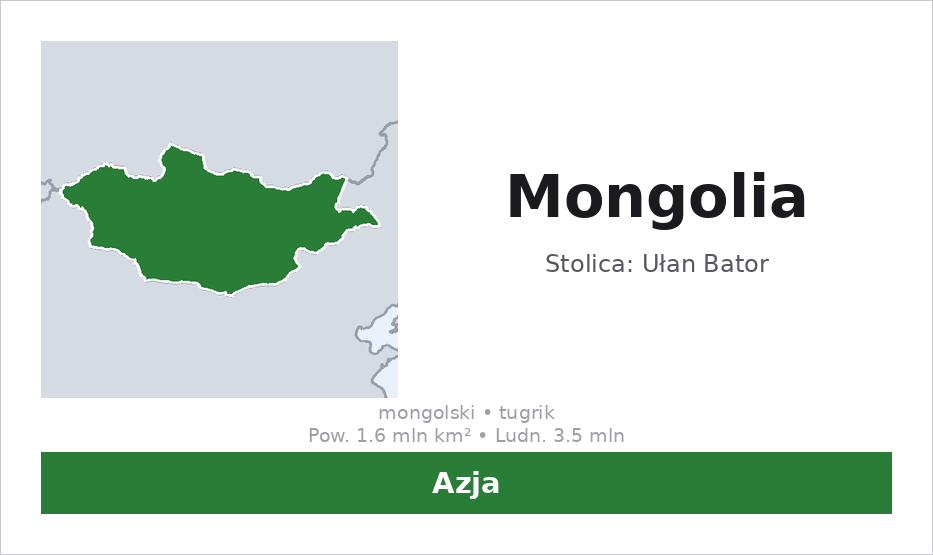 Mongolia
Stolica: Ułan Bator
mongolski • tugrik
Pow. 1.6 mln km² • Ludn. 3.5 mln
Azja